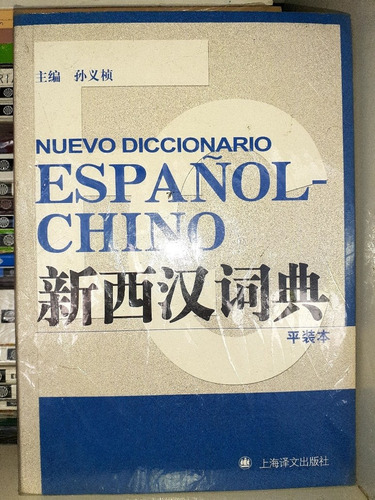 主编 孙义桢
NUEVO DICCIONARIO
ESPAÑOL-
CHINO
新西汉词典
平装本
上海译文出版社